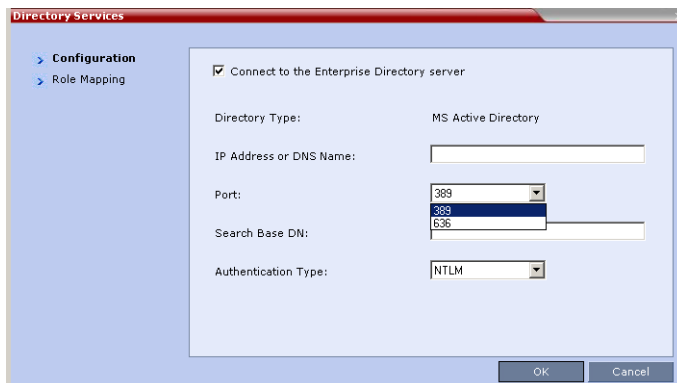 Directory Services
Configuration
Role Mapping
Connect to the Enterprise Directory server
Directory Type: MS Active Directory
IP Address or DNS Name:
Port: 389
389
636
Search Base DN:
Authentication Type: NTLM
OK Cancel